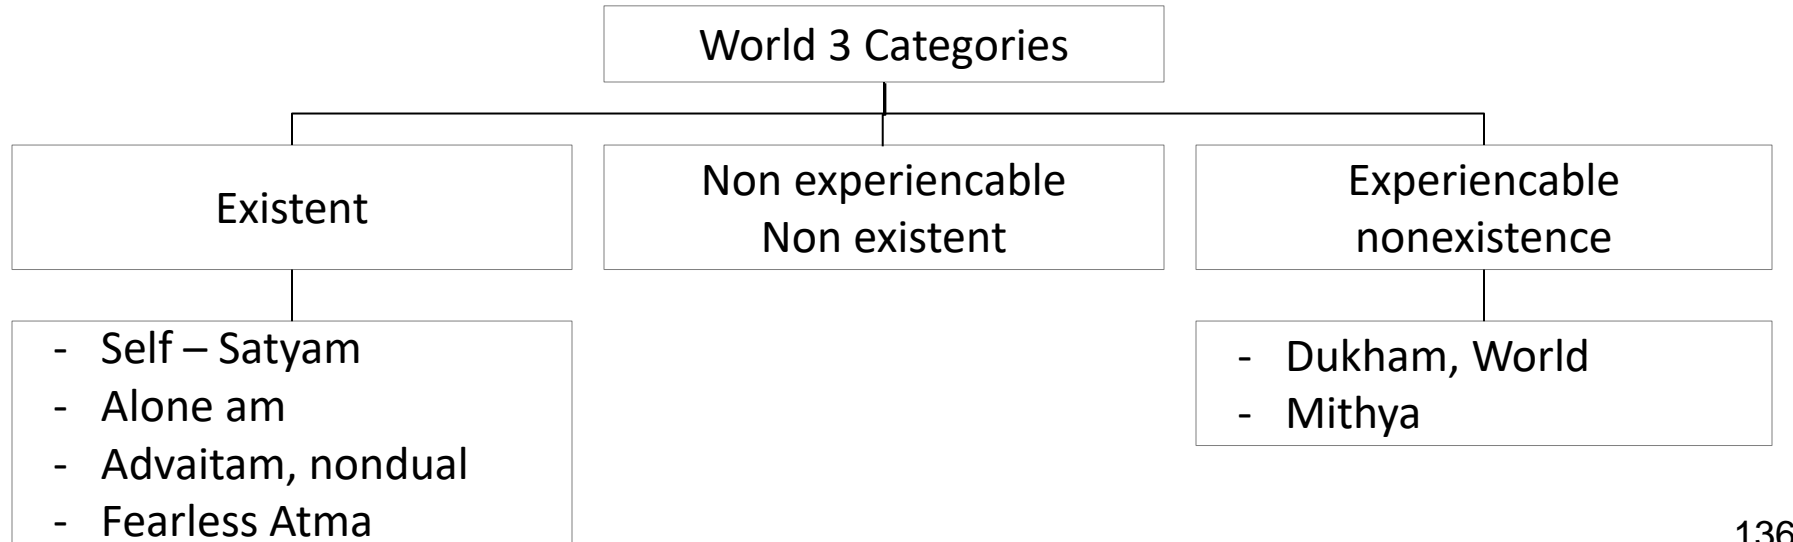 World 3 Categories
Existent
Non experiencable
Non existent
Experiencable
nonexistence
- Self – Satyam
- Alone am
- Advaitam, nondual
- Fearless Atma
- Dukham, World
- Mithya
136